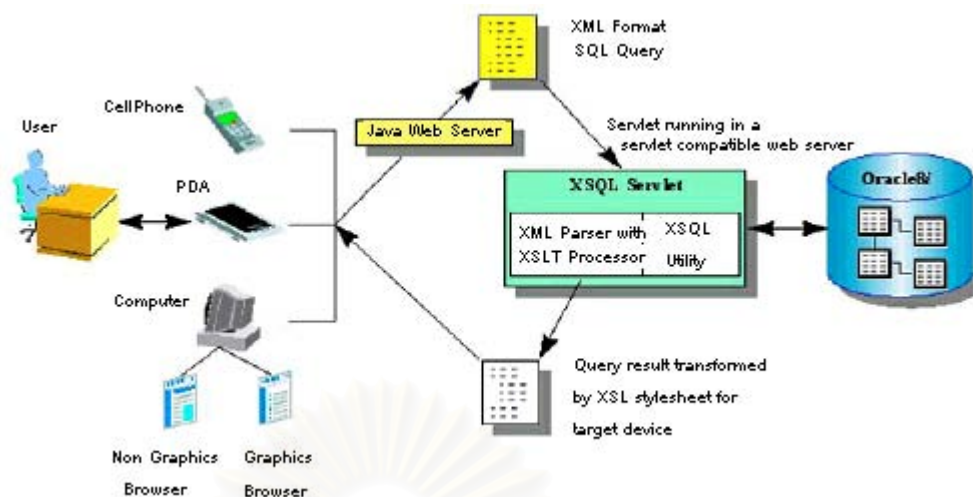 XML Format
SQL Query
CellPhone
User
Java Web Server
Servlet running in a
servlet compatible web server
PDA
XSQL Servlet
Oracle8i
XML Parser with
XSLT Processor
XSQL
Utility
Computer
Query result transformed
by XSL stylesheet for
target device
Non Graphics
Browser
Graphics
Browser